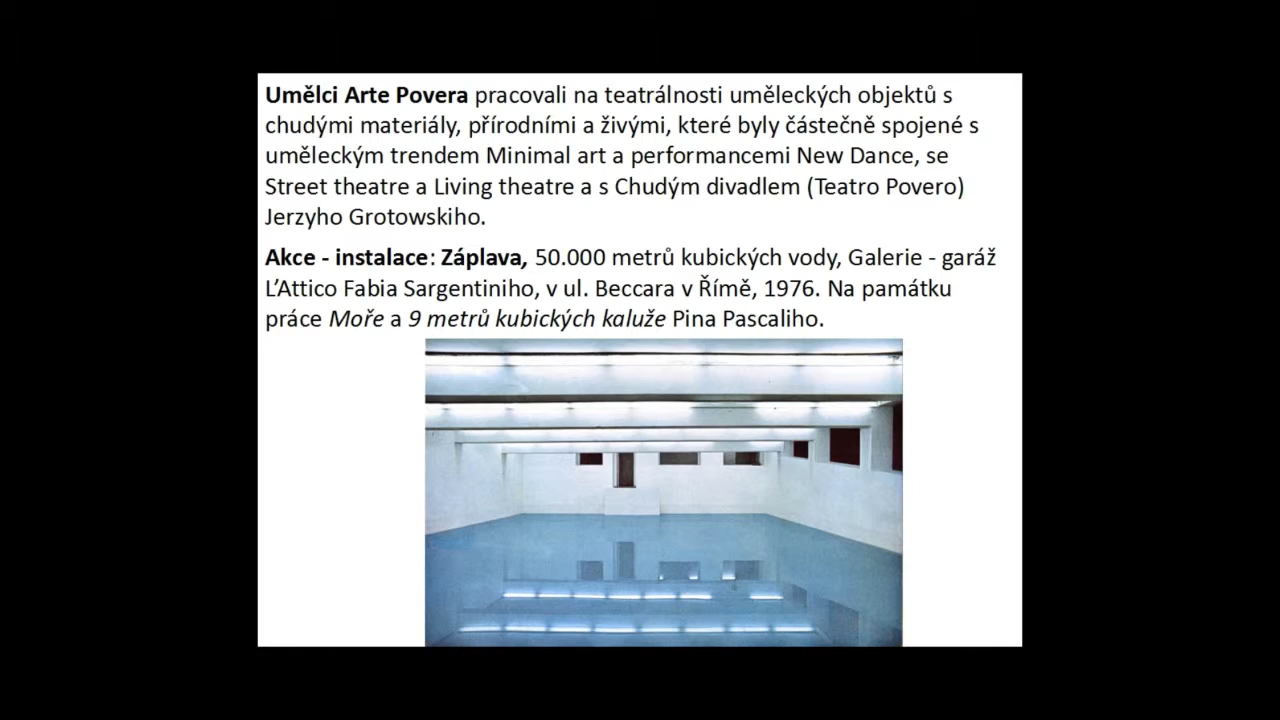 Umělci Arte Povera pracovali na teatrálnosti uměleckých objektů s
chudými materiály, přírodními a živými, které byly částečně spojené s
uměleckým trendem Minimal art a performancemi New Dance, se
Street theatre a Living theatre a s Chudým divadlem (Teatro Povero)
Jerzyho Grotowskiho.
Akce - instalace: Záplava, 50.000 metrů kubických vody, Galerie - garáž
L’Attico Fabia Sargentiniho, v ul. Beccara v Římě, 1976. Na památku
práce Moře a 9 metrů kubických kaluže Pina Pascaliho.